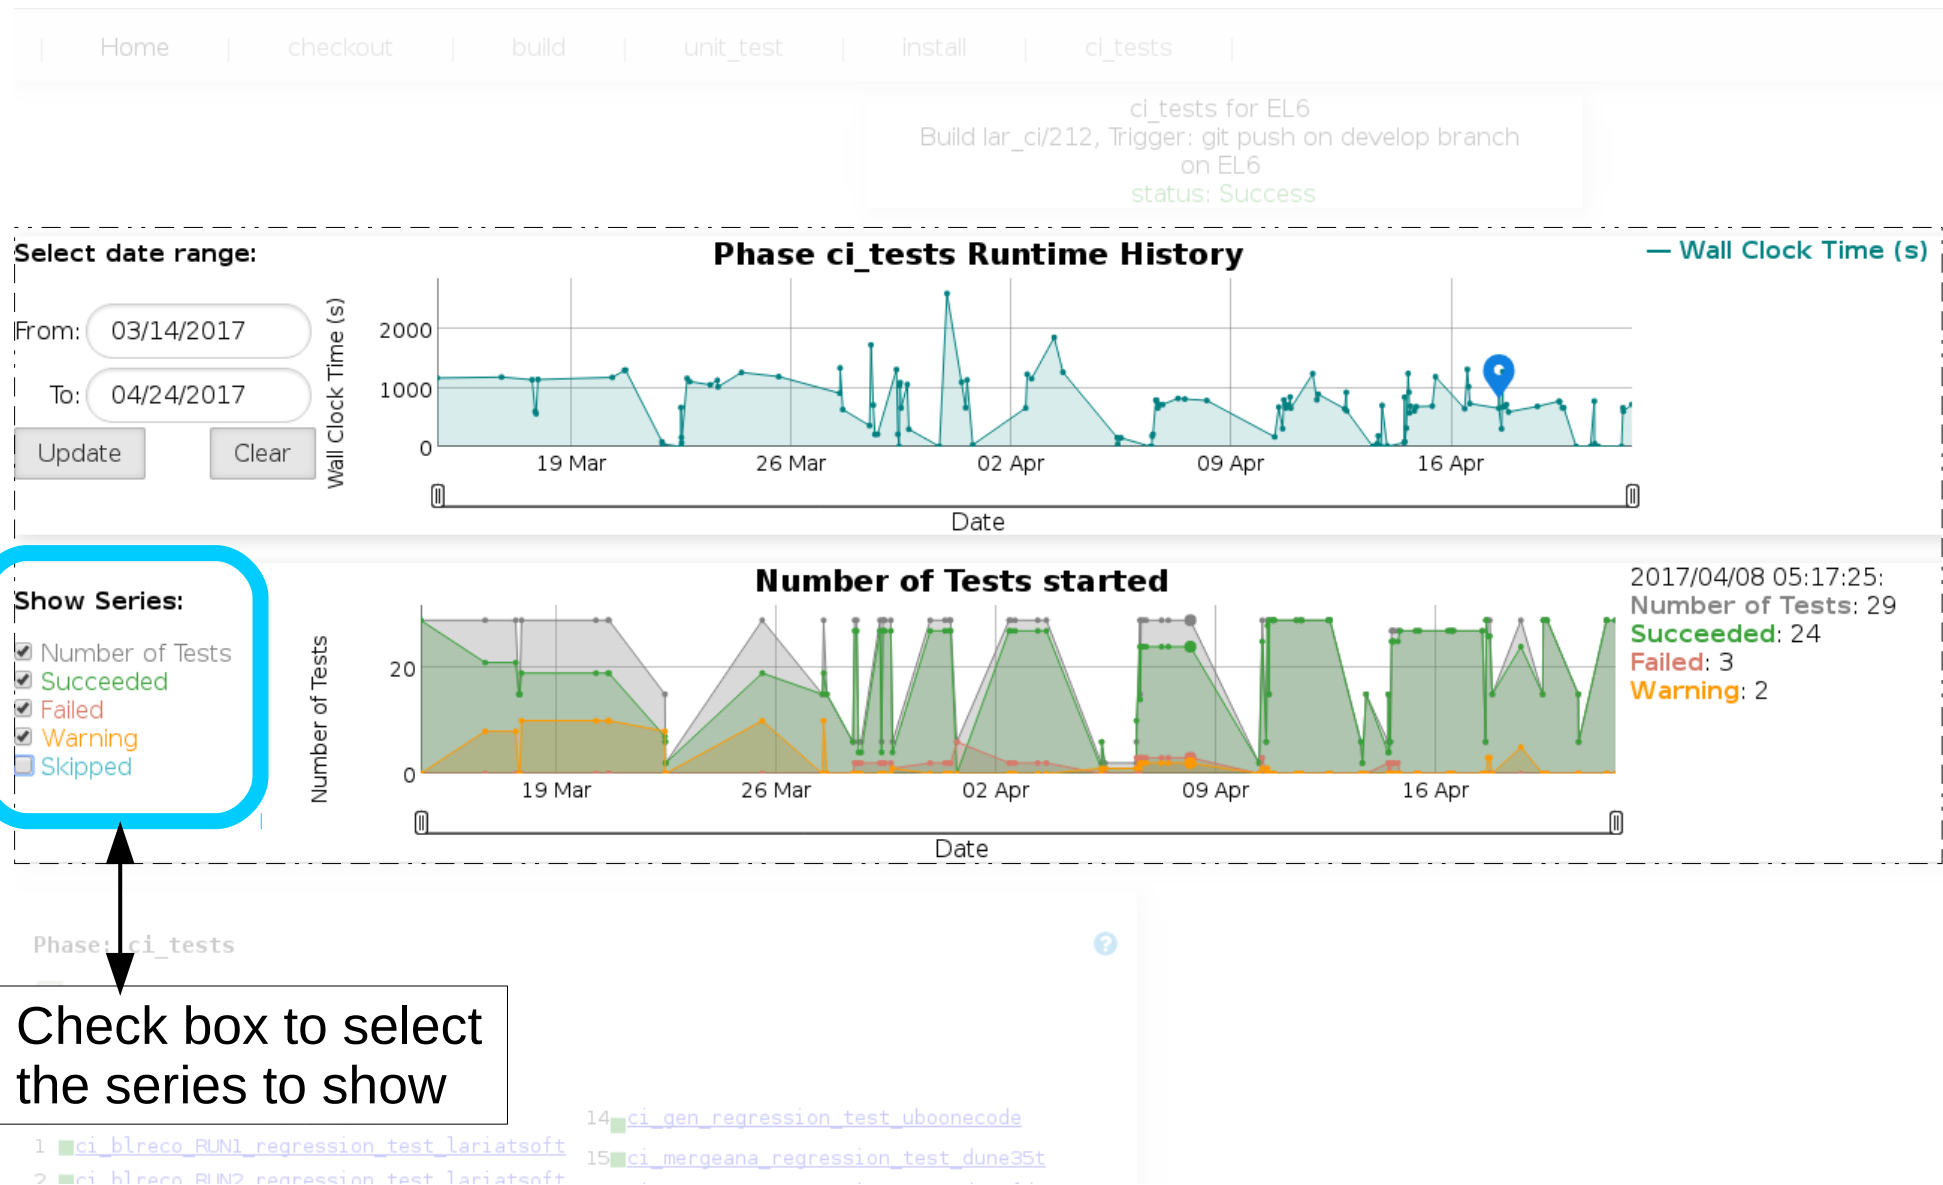 Home checkout build unit_test install ci_tests
ci_tests for EL6
Build lar_ci/212, Trigger: git push on develop branch
on EL6
status: Success
Select date range:
Phase ci_tests Runtime History
— Wall Clock Time (s)
From: 03/14/2017
To: 04/24/2017
Update Clear
Wall Clock Time (s)
2000
1000
0
19 Mar 26 Mar 02 Apr 09 Apr 16 Apr
Date
Show Series:
Number of Tests
Succeeded
Failed
Warning
Skipped
Number of Tests started
Number of Tests
20
0
19 Mar 26 Mar 02 Apr 09 Apr 16 Apr
Date
2017/04/08 05:17:25:
Number of Tests: 29
Succeeded: 24
Failed: 3
Warning: 2
Phase: ci_tests
?
Check box to select
the series to show
1 ci_blreco_RUN1_regression_test_lariatsoft
2 ci_blreco_RUN2_regression_test_lariatsoft
14 ci_gen_regression_test_uboonecode
15 ci_mergeana_regression_test_dune35t